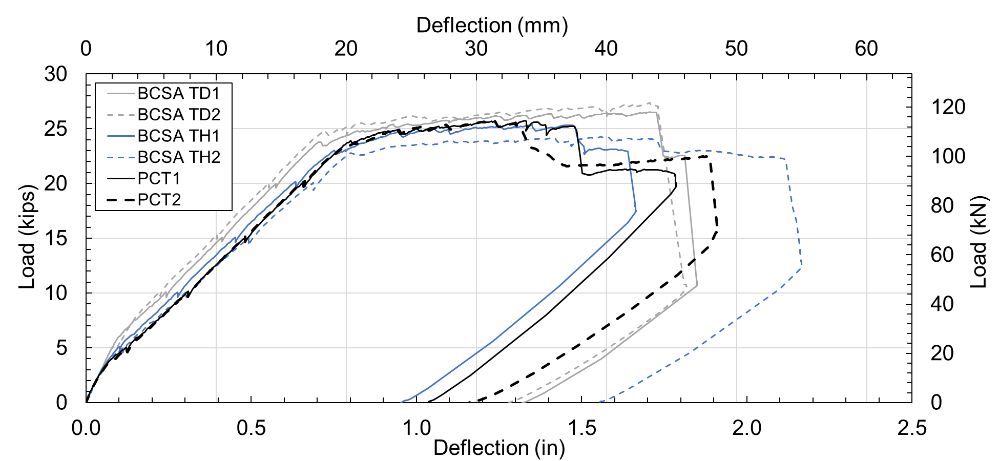 Deflection (mm)
0 10 20 30 40 50 60
30
25
20
15
10
5
0
Load (kips)
BCSA TD1
BCSA TD2
BCSA TH1
BCSA TH2
PCT1
PCT2
120
100
80
60
40
20
0
Load (kN)
0.0 0.5 1.0 1.5 2.0 2.5
Deflection (in)